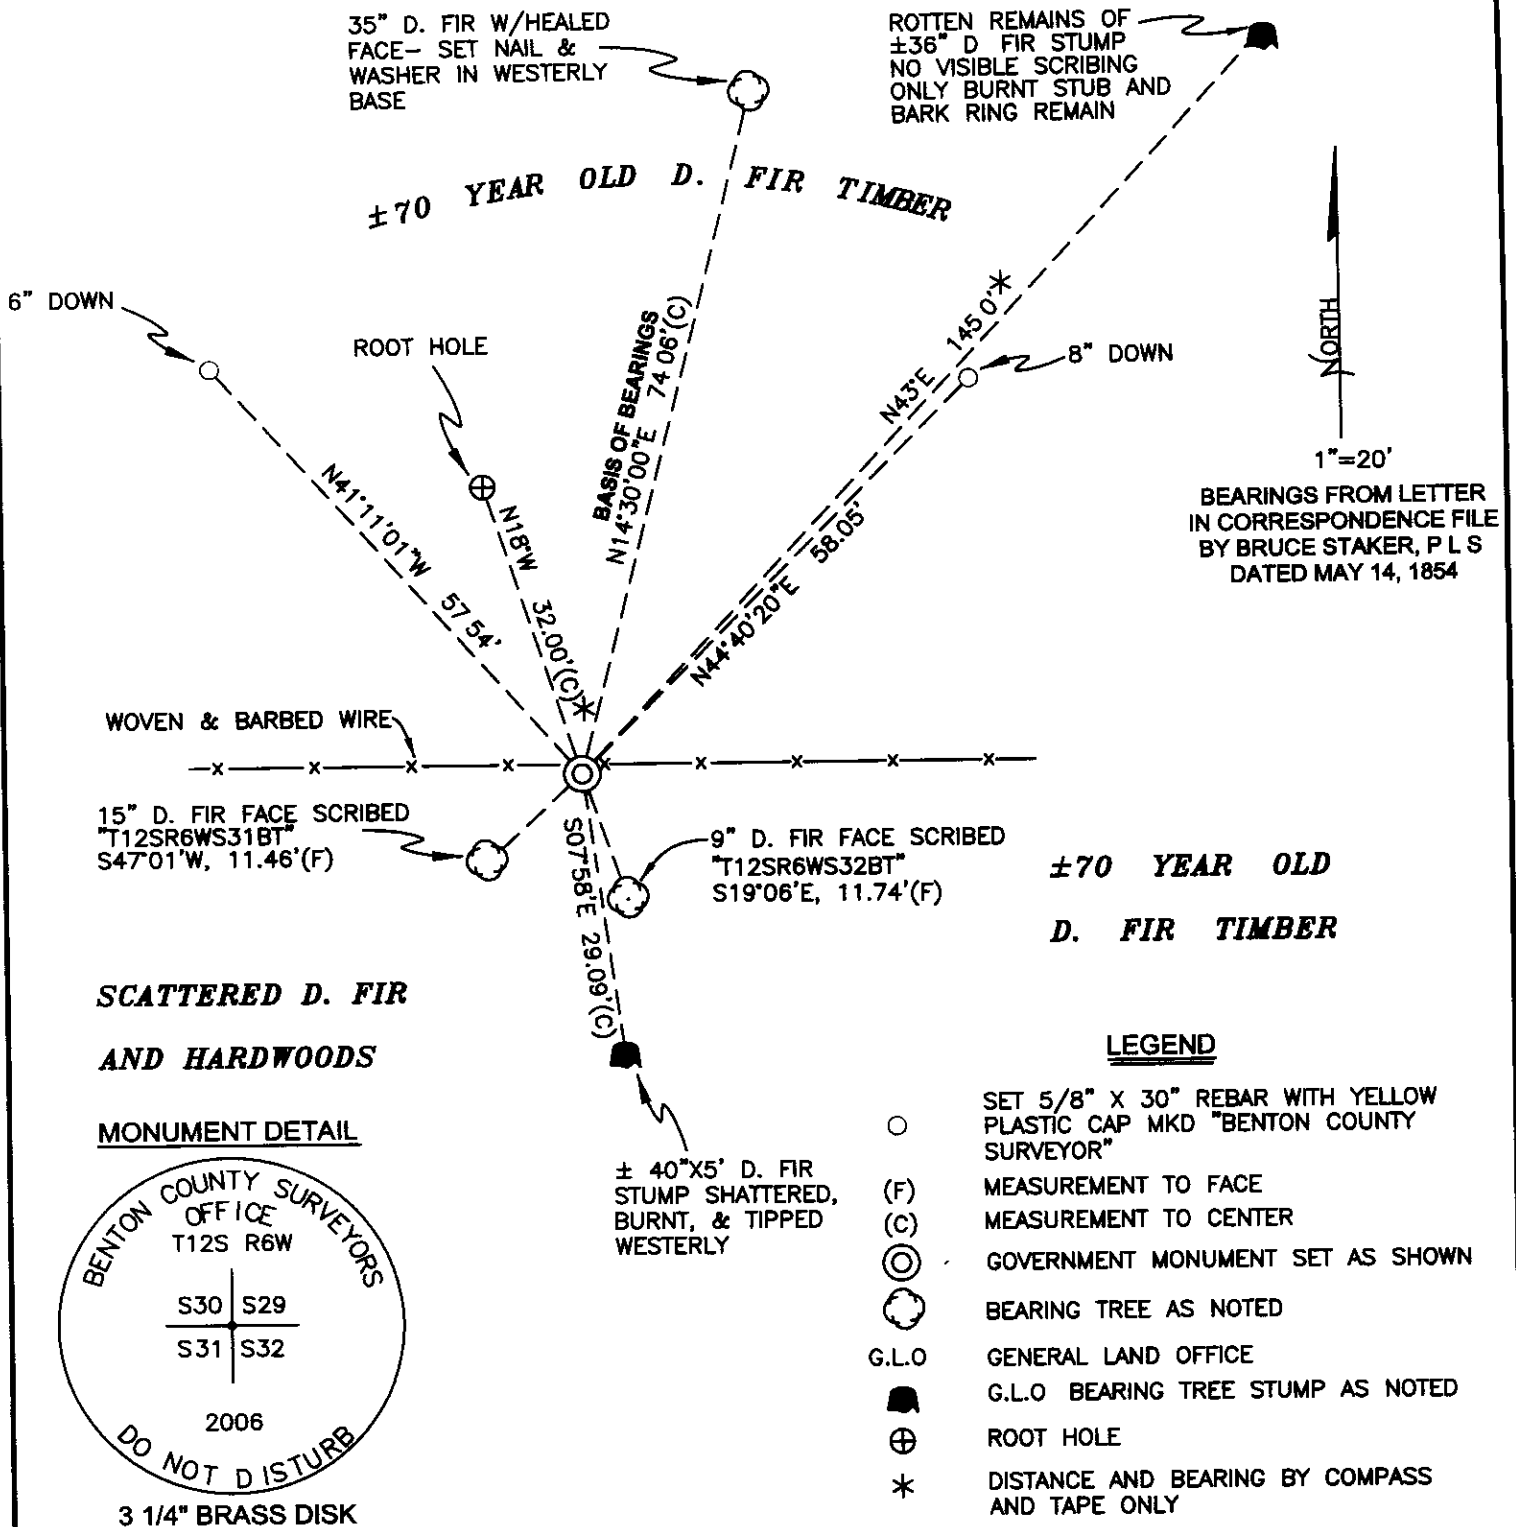 35" D. FIR W/HEALED
FACE- SET NAIL &
WASHER IN WESTERLY
BASE
ROTTEN REMAINS OF
±36" D FIR STUMP
NO VISIBLE SCRIBING
ONLY BURNT STUB AND
BARK RING REMAIN
±70 YEAR OLD D. FIR TIMBER
6" DOWN
ROOT HOLE
BASIS OF BEARINGS
N14°30'00"E 74 06'(C)
N43°E 145 0'*
8" DOWN
NORTH
1"=20'
BEARINGS FROM LETTER
IN CORRESPONDENCE FILE
BY BRUCE STAKER, P L S
DATED MAY 14, 1854
N41°11'01"W 57 54'
N18°W 32.00'(C)*
N44°40'20"E 58.05'
WOVEN & BARBED WIRE
x x x x x x x x x
15" D. FIR FACE SCRIBED
"T12SR6WS31BT"
S47°01'W, 11.46'(F)
S07°58'E 29.09'(C)
9" D. FIR FACE SCRIBED
"T12SR6WS32BT"
S19°06'E, 11.74'(F)
±70 YEAR OLD
D. FIR TIMBER
SCATTERED D. FIR
AND HARDWOODS
± 40"X5' D. FIR
STUMP SHATTERED,
BURNT, & TIPPED
WESTERLY
MONUMENT DETAIL
BENTON COUNTY SURVEYORS
OFFICE
T12S R6W
S30 S29
S31 S32
2006
DO NOT DISTURB
3 1/4" BRASS DISK
LEGEND
SET 5/8" X 30" REBAR WITH YELLOW
PLASTIC CAP MKD "BENTON COUNTY
SURVEYOR"
(F) MEASUREMENT TO FACE
(C) MEASUREMENT TO CENTER
GOVERNMENT MONUMENT SET AS SHOWN
BEARING TREE AS NOTED
G.L.O GENERAL LAND OFFICE
G.L.O BEARING TREE STUMP AS NOTED
ROOT HOLE
* DISTANCE AND BEARING BY COMPASS
AND TAPE ONLY